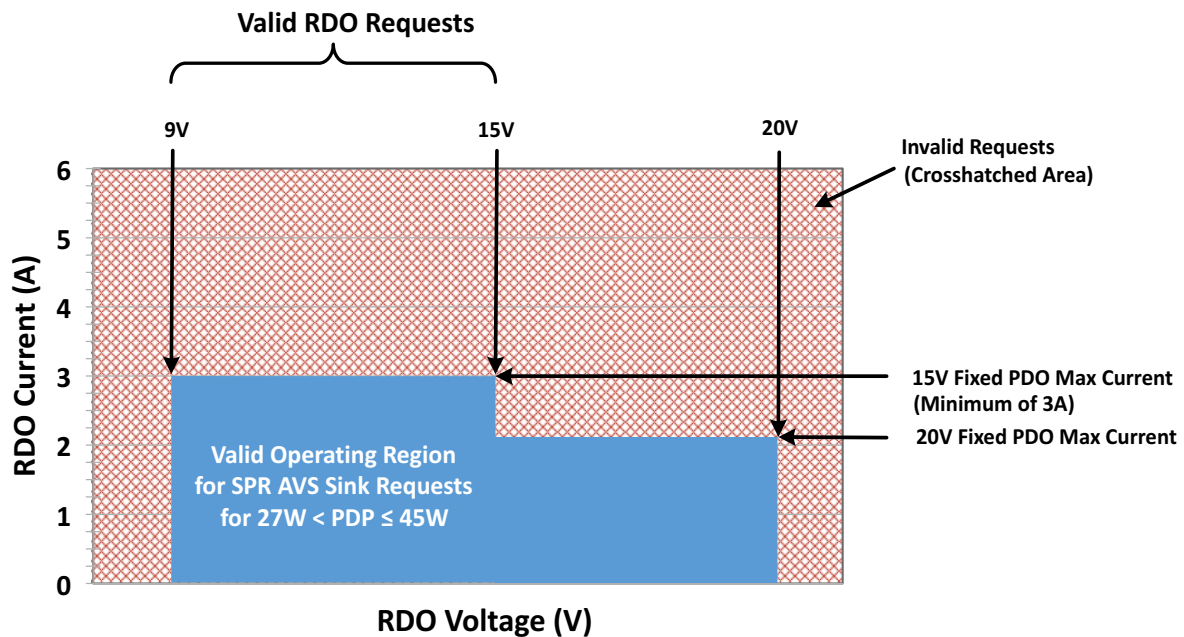 Valid RDO Requests
9V
15V
20V
Invalid Requests
(Crosshatched Area)
6
5
4
3
2
1
0
RDO Current (A)
15V Fixed PDO Max Current
(Minimum of 3A)
20V Fixed PDO Max Current
Valid Operating Region
for SPR AVS Sink Requests
for 27W < PDP ≤ 45W
RDO Voltage (V)